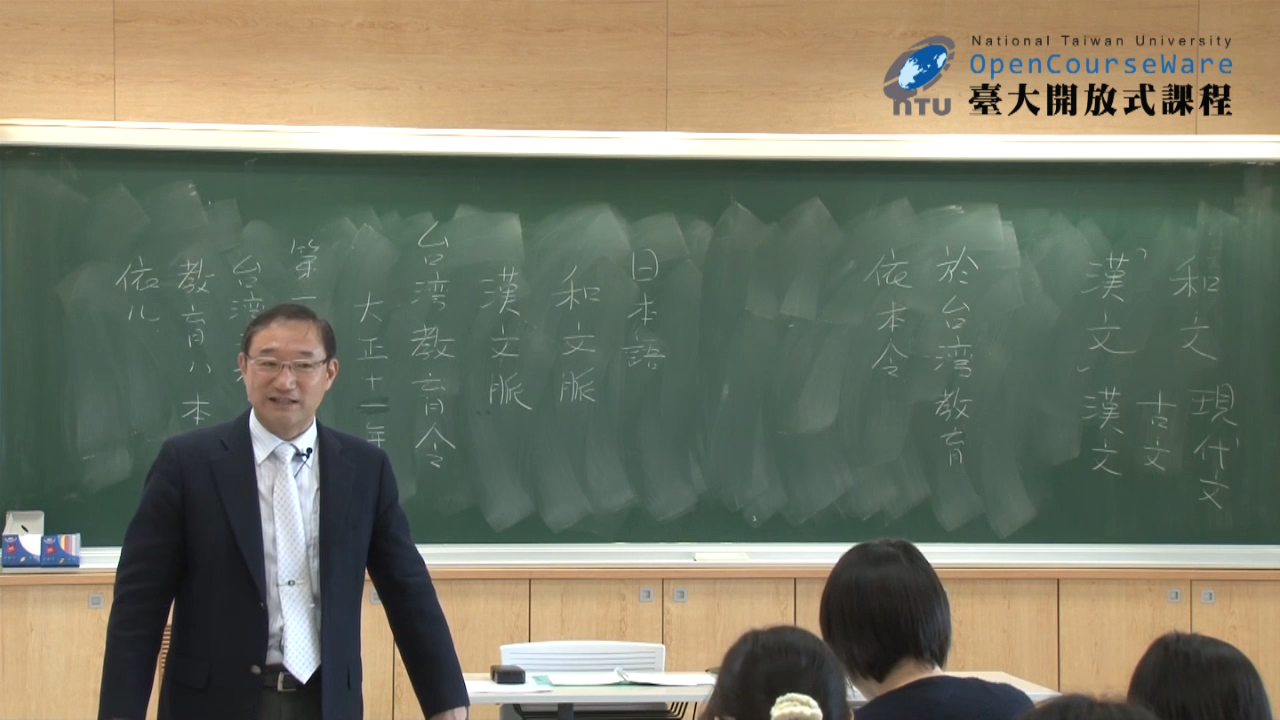 National Taiwan University
OpenCourseWare
臺大開放式課程
NTU
和文 現代文
古文
「漢文」漢文
於台湾教育
依本令
日本語
和文脈
漢文脈
台湾教育令
大正十一年
第一
台湾
教育ハ本
依ル